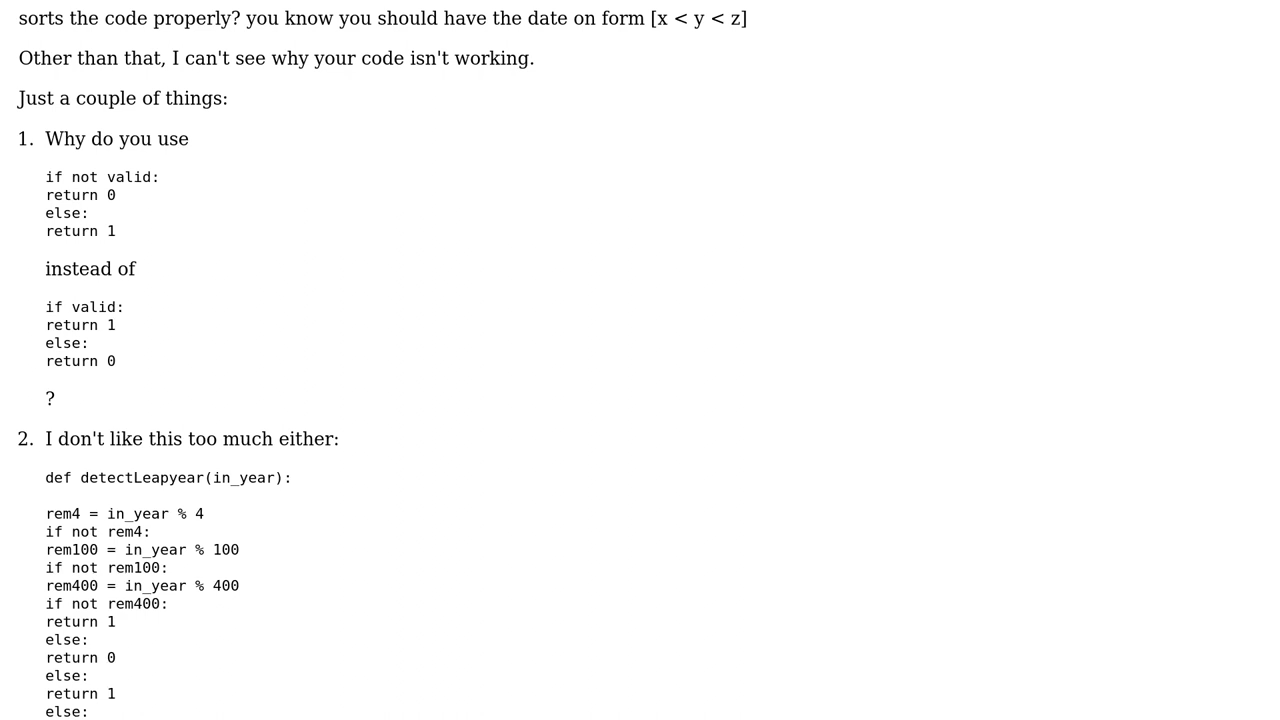 sorts the code properly? you know you should have the date on form [x < y < z]
Other than that, I can't see why your code isn't working.
Just a couple of things:
1. Why do you use
if not valid:
return 0
else:
return 1
instead of
if valid:
return 1
else:
return 0
?
2. I don't like this too much either:
def detectLeapyear(in_year):
rem4 = in_year % 4
if not rem4:
rem100 = in_year % 100
if not rem100:
rem400 = in_year % 400
if not rem400:
return 1
else:
return 0
else:
return 1
else: